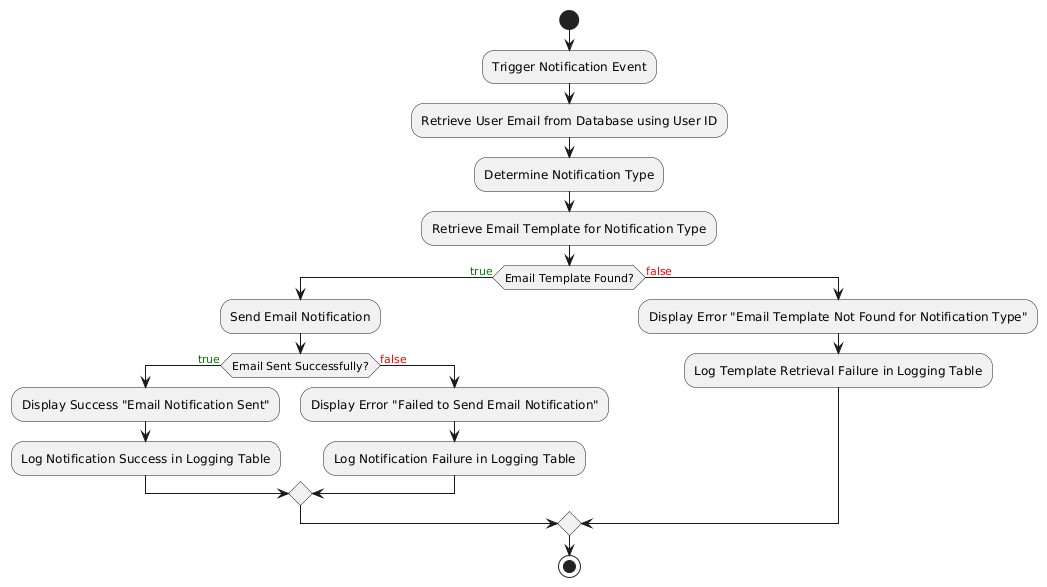 Trigger Notification Event
Retrieve User Email from Database using User ID
Determine Notification Type
Retrieve Email Template for Notification Type
true
Email Template Found?
false
Send Email Notification
Display Error "Email Template Not Found for Notification Type"
true
Email Sent Successfully?
false
Log Template Retrieval Failure in Logging Table
Display Success "Email Notification Sent"
Display Error "Failed to Send Email Notification"
Log Notification Success in Logging Table
Log Notification Failure in Logging Table